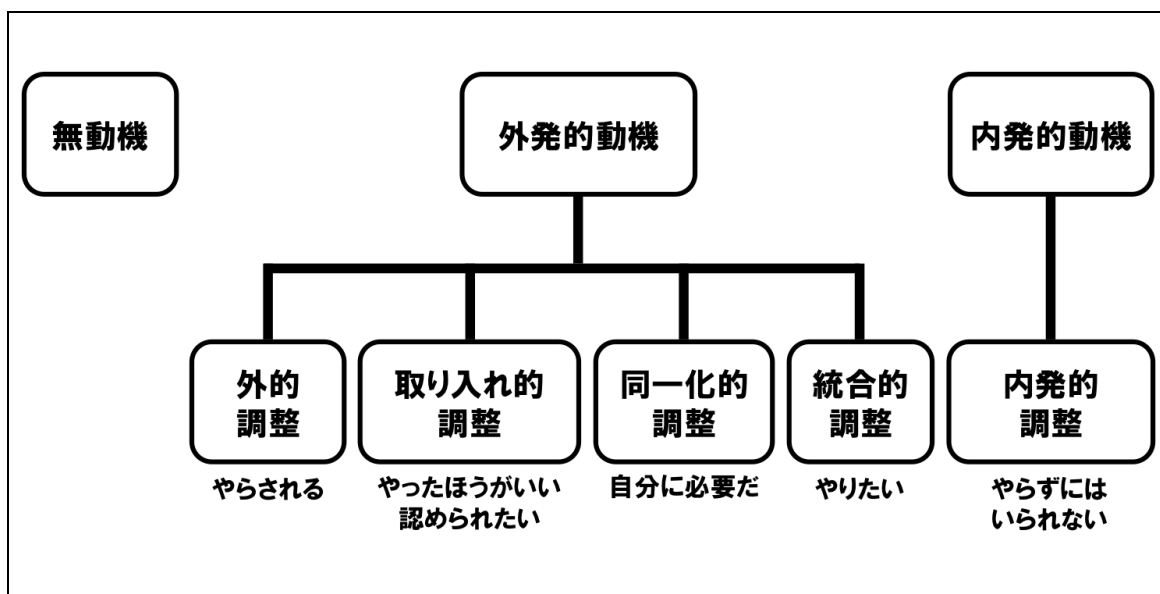 無動機
外発的動機
内発的動機
外的
調整
取り入れ的
調整
同一化的
調整
統合的
調整
内発的
調整
やらされる
やったほうがいい
認められたい
自分に必要だ
やりたい
やらずには
いられない